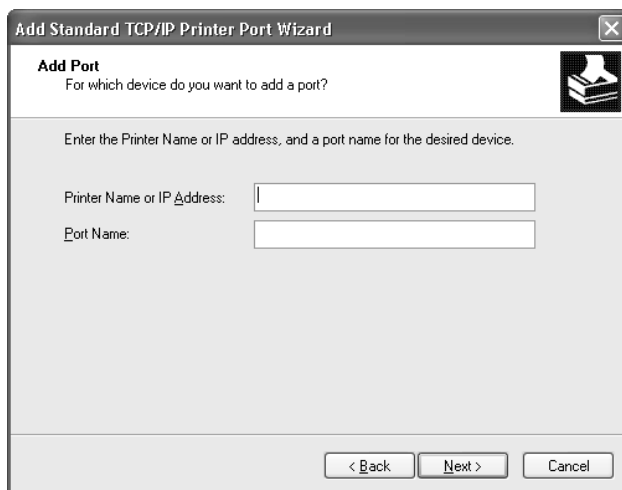 Add Standard TCP/IP Printer Port Wizard
Add Port
For which device do you want to add a port?
Enter the Printer Name or IP address, and a port name for the desired device.
Printer Name or IP Address:
Port Name:
< Back Next > Cancel